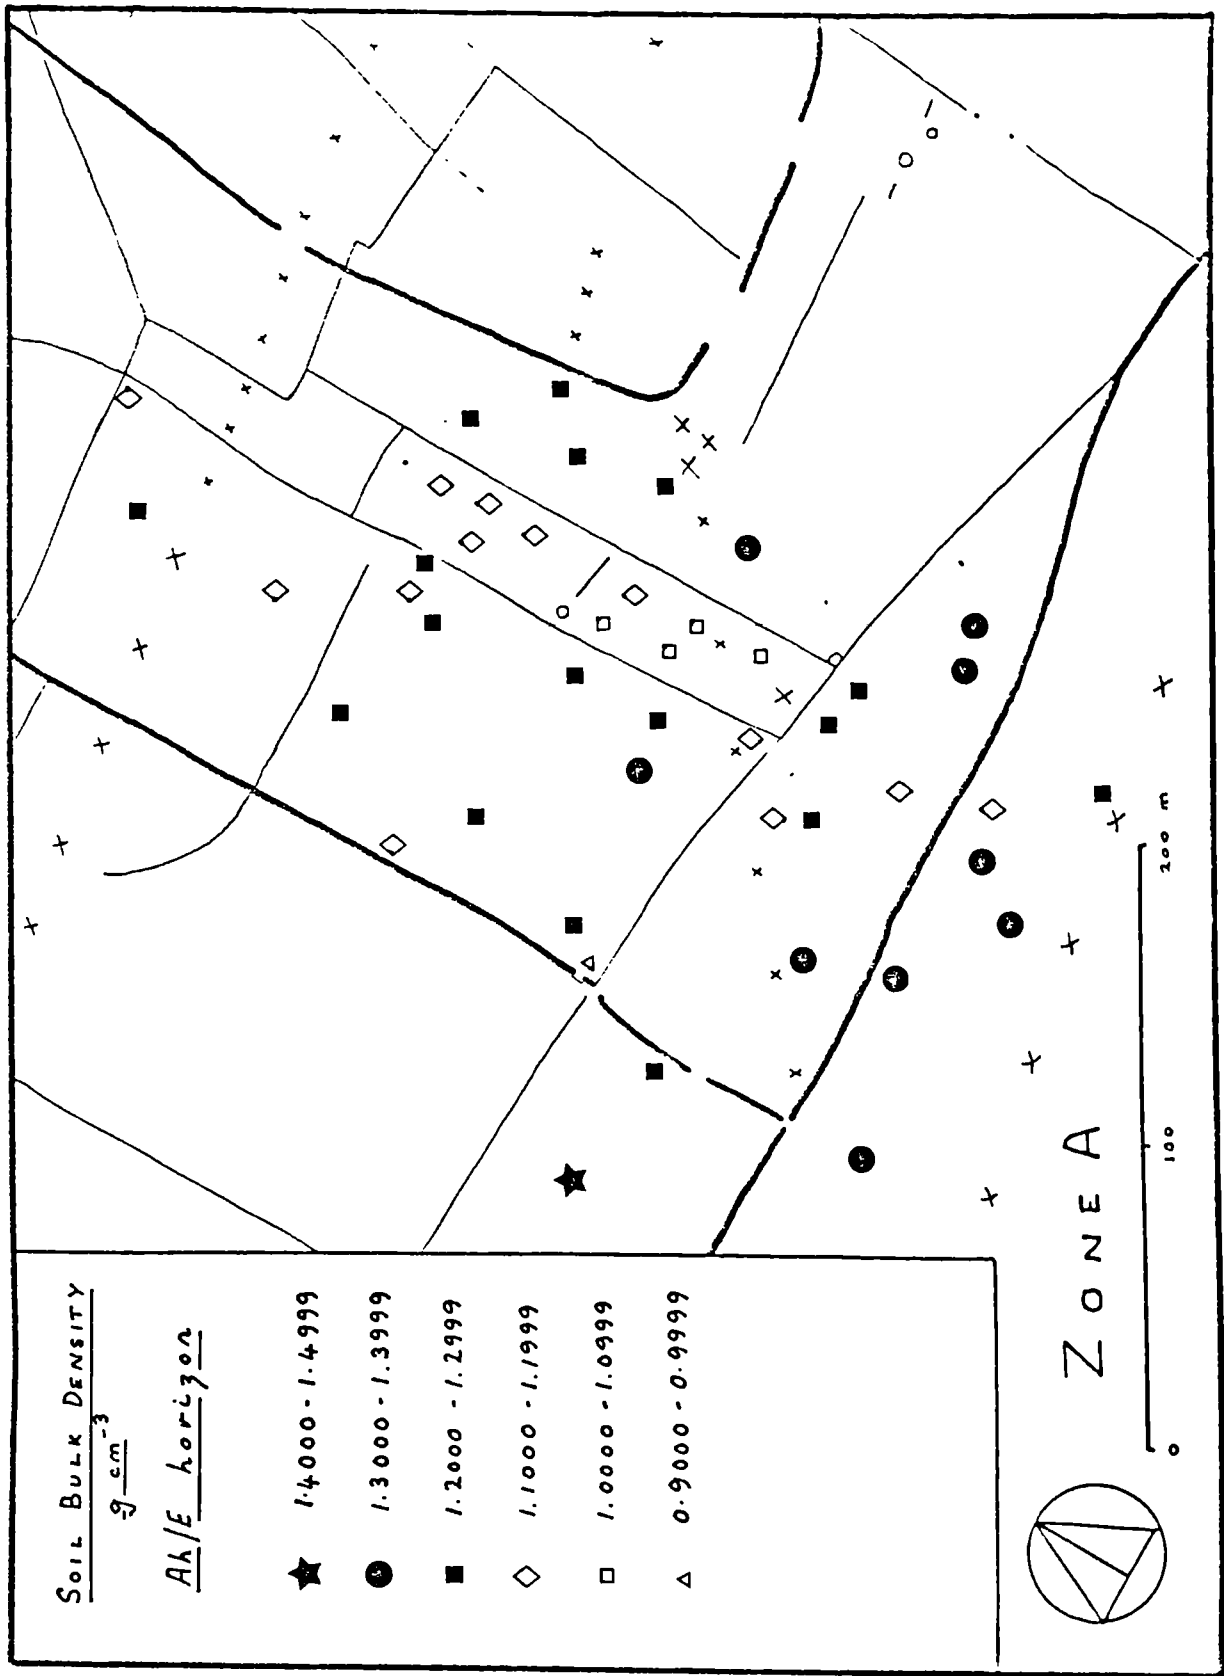 SOIL BULK DENSITY
g cm⁻³
Ah/E horizon
1.4000 - 1.4999
1.3000 - 1.3999
1.2000 - 1.2999
1.1000 - 1.1999
1.0000 - 1.0999
0.9000 - 0.9999
ZONE A
0
100
200 m